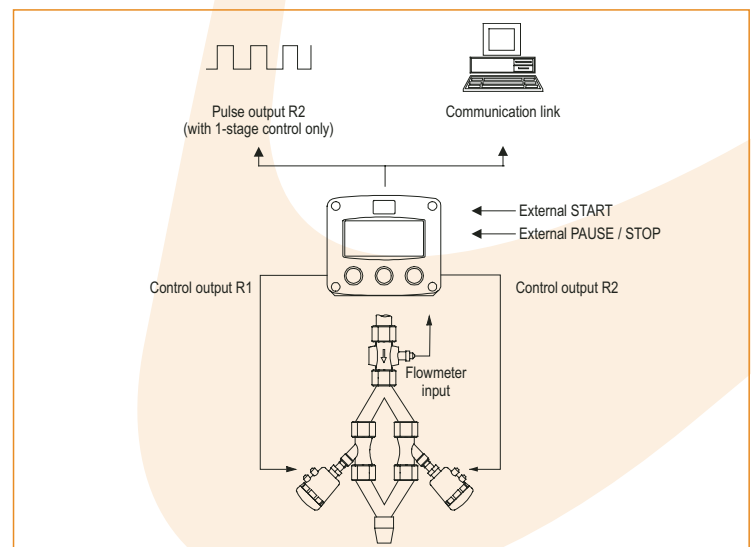 Pulse output R2
(with 1-stage control only)
Communication link
External START
External PAUSE / STOP
Control output R1
Control output R2
Flowmeter
input